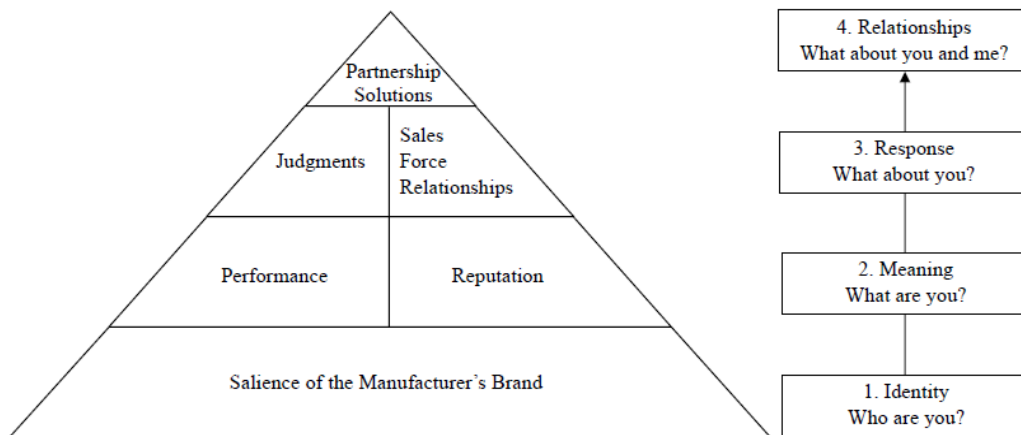 Partnership
Solutions
Judgments
Sales
Force
Relationships
Performance
Reputation
Salience of the Manufacturer's Brand
4. Relationships
What about you and me?
3. Response
What about you?
2. Meaning
What are you?
1. Identity
Who are you?